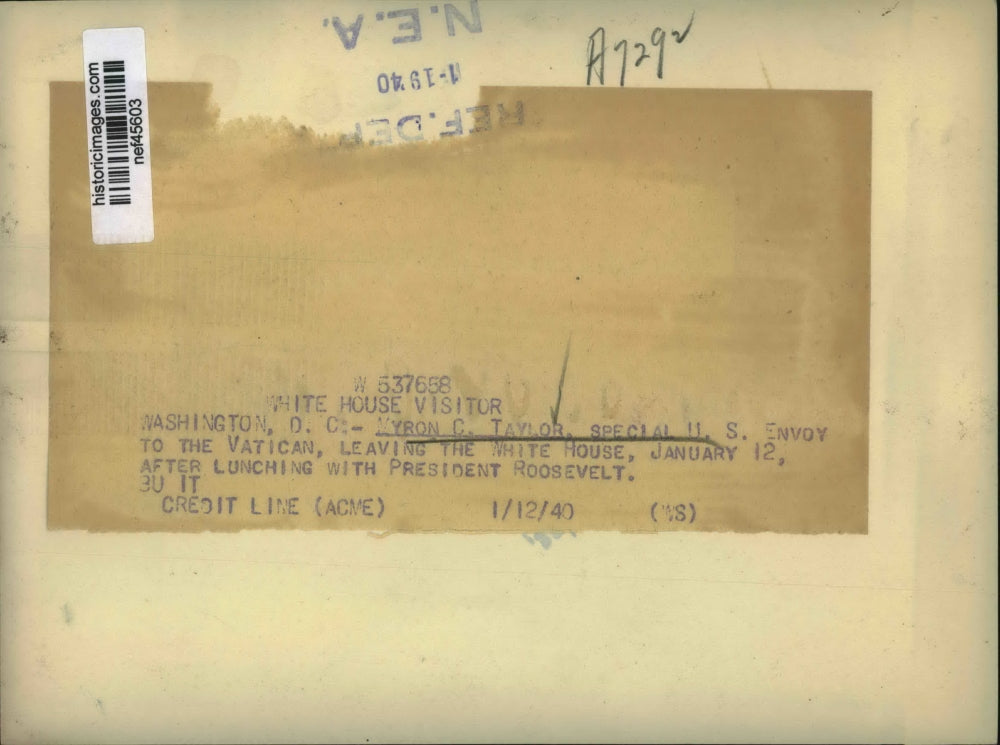 N.E.A.
A7292
1-1940
REF. DEP
historicimages.com
nef45603
W 537658
WHITE HOUSE VISITOR
WASHINGTON, D. C:- MYRON C. TAYLOR, SPECIAL U. S. ENVOY
TO THE VATICAN, LEAVING THE WHITE HOUSE, JANUARY 12,
AFTER LUNCHING WITH PRESIDENT ROOSEVELT.
BU IT
CREDIT LINE (ACME) 1/12/40 (WS)